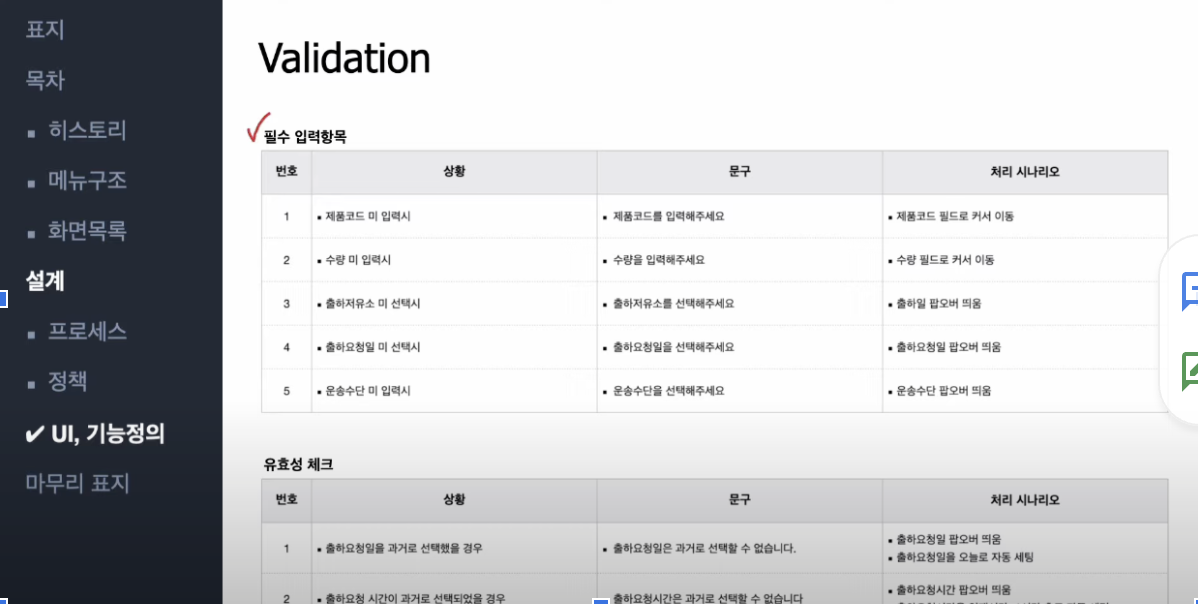 표지
목차
▪ 히스토리
▪ 메뉴구조
▪ 화면목록
설계
▪ 프로세스
▪ 정책
✔ UI, 기능정의
마무리 표지
Validation
필수 입력항목
번호 상황 문구 처리 시나리오
1 ▪ 제품코드 미 입력시 ▪ 제품코드를 입력해주세요 ▪ 제품코드 필드로 커서 이동
2 ▪ 수량 미 입력시 ▪ 수량을 입력해주세요 ▪ 수량 필드로 커서 이동
3 ▪ 출하저유소 미 선택시 ▪ 출하저유소를 선택해주세요 ▪ 출하일 팝오버 띄움
4 ▪ 출하요청일 미 선택시 ▪ 출하요청일을 선택해주세요 ▪ 출하요청일 팝오버 띄움
5 ▪ 운송수단 미 입력시 ▪ 운송수단을 선택해주세요 ▪ 운송수단 팝오버 띄움
유효성 체크
번호 상황 문구 처리 시나리오
1 ▪ 출하요청일을 과거로 선택했을 경우 ▪ 출하요청일은 과거로 선택할 수 없습니다. ▪ 출하요청일 팝오버 띄움
▪ 출하요청일을 오늘로 자동 세팅
2 ▪ 출하요청 시간이 과거로 선택되었을 경우 출하요청시간은 과거로 선택할 수 없습니다 ▪ 출하요청시간 팝오버 띄움